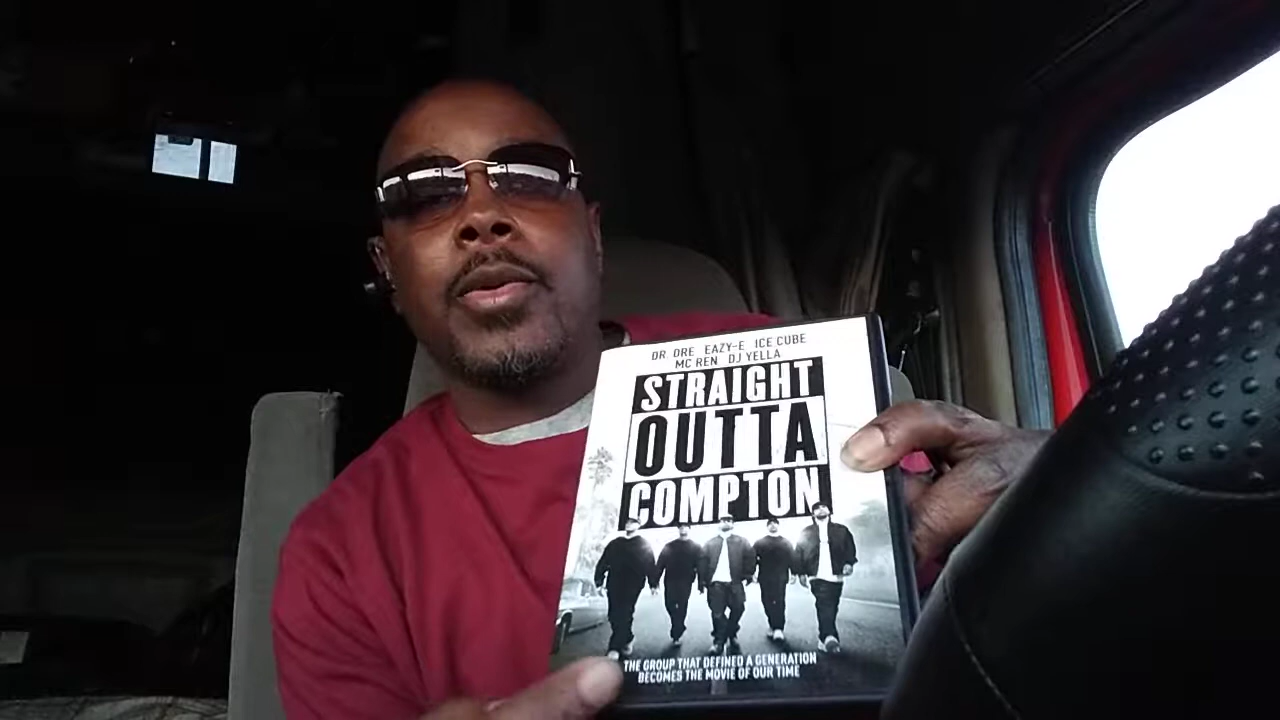 DR. DRE EAZY-E ICE CUBE
MC REN DJ YELLA
STRAIGHT
OUTTA
COMPTON
THE GROUP THAT DEFINED A GENERATION
BECOMES THE MOVIE OF OUR TIME